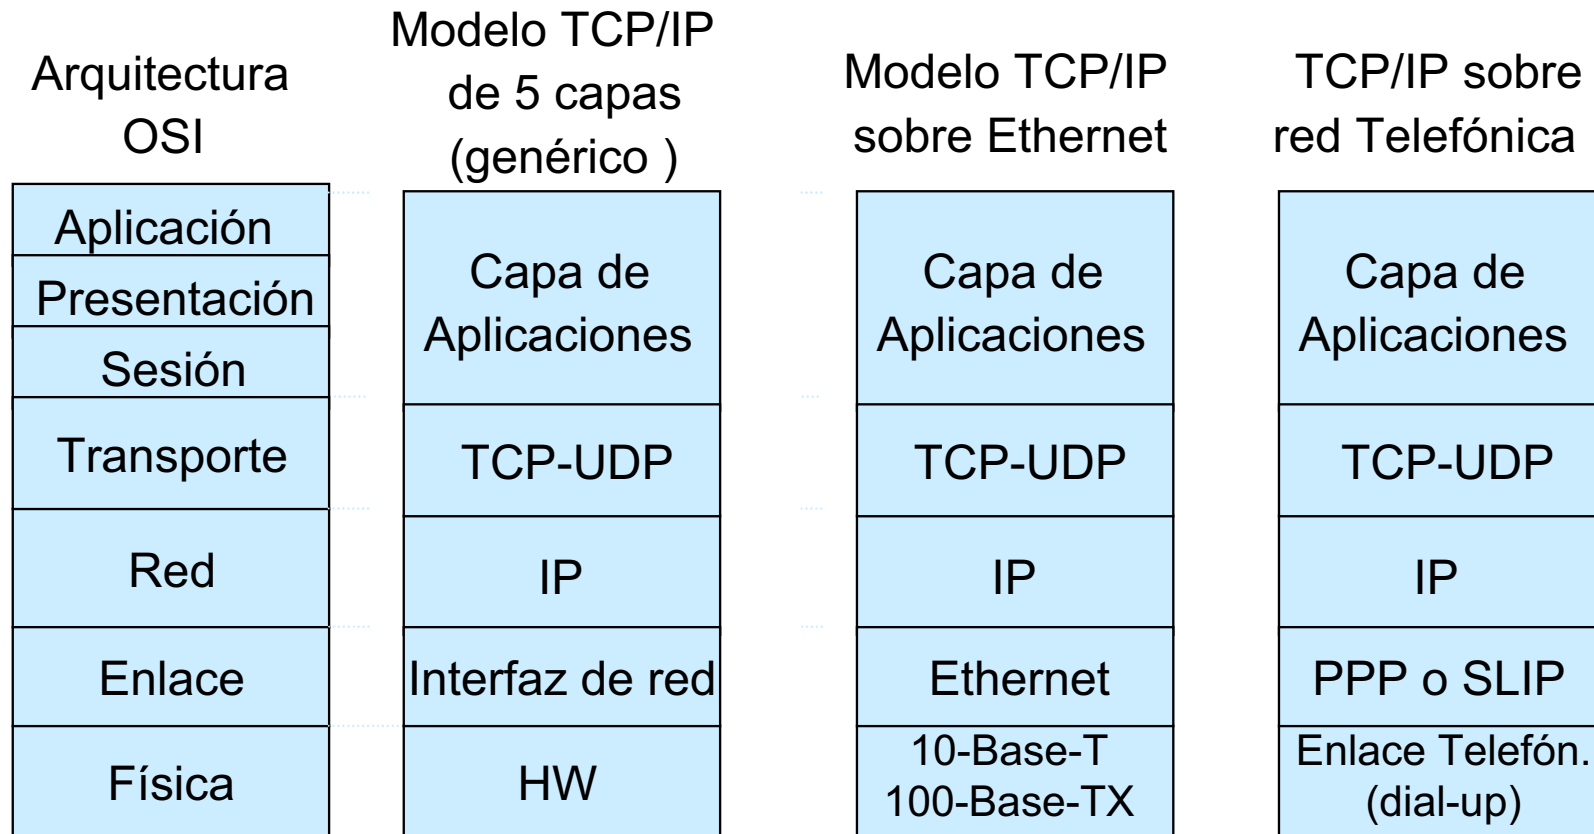 Arquitectura
OSI
Modelo TCP/IP
de 5 capas
(genérico )
Modelo TCP/IP
sobre Ethernet
TCP/IP sobre
red Telefónica
Aplicación
Presentación
Sesión
Transporte
Red
Enlace
Física
Capa de
Aplicaciones
TCP-UDP
IP
Interfaz de red
HW
Capa de
Aplicaciones
TCP-UDP
IP
Ethernet
10-Base-T
100-Base-TX
Capa de
Aplicaciones
TCP-UDP
IP
PPP o SLIP
Enlace Telefón.
(dial-up)